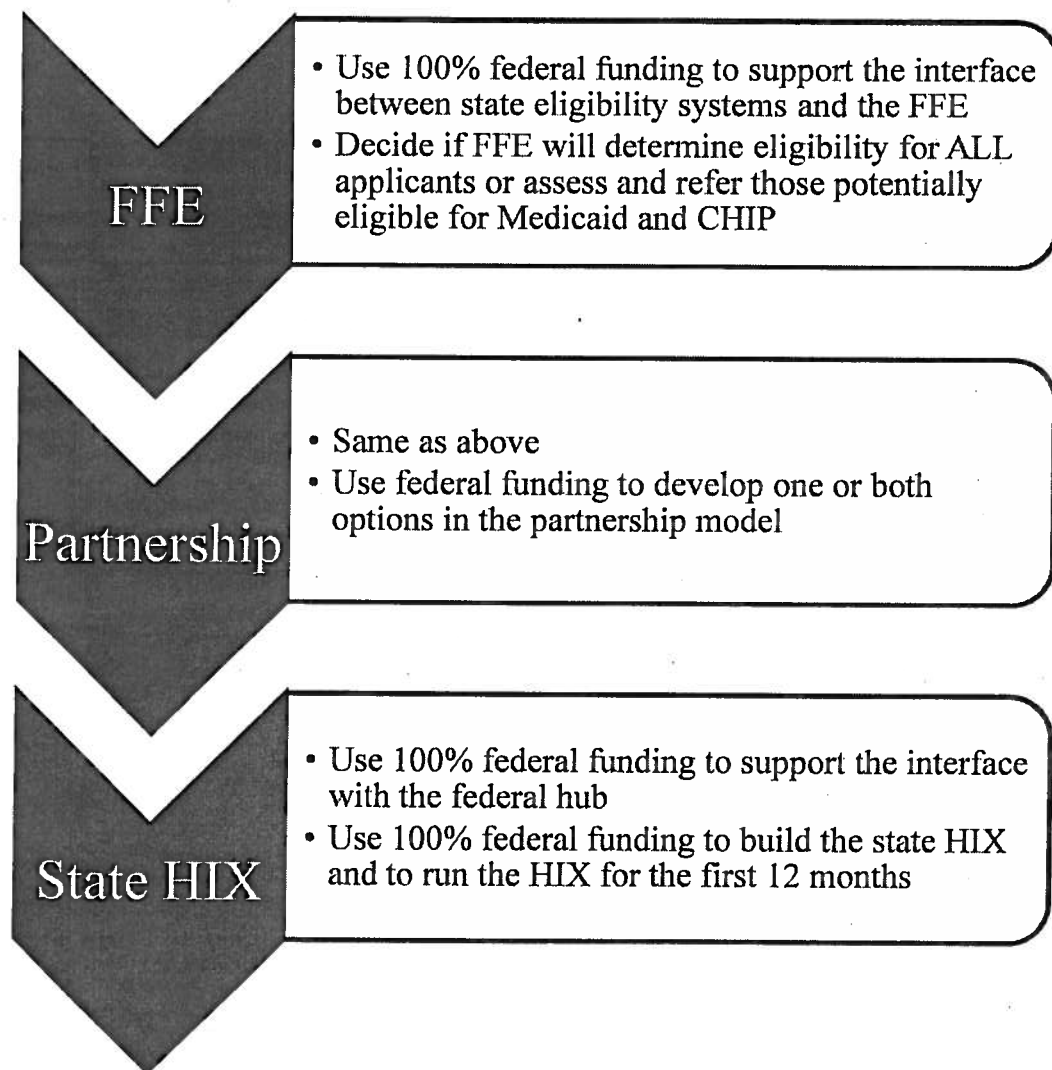 FFE
• Use 100% federal funding to support the interface
between state eligibility systems and the FFE
• Decide if FFE will determine eligibility for ALL
applicants or assess and refer those potentially
eligible for Medicaid and CHIP
Partnership
• Same as above
• Use federal funding to develop one or both
options in the partnership model
State HIX
• Use 100% federal funding to support the interface
with the federal hub
• Use 100% federal funding to build the state HIX
and to run the HIX for the first 12 months